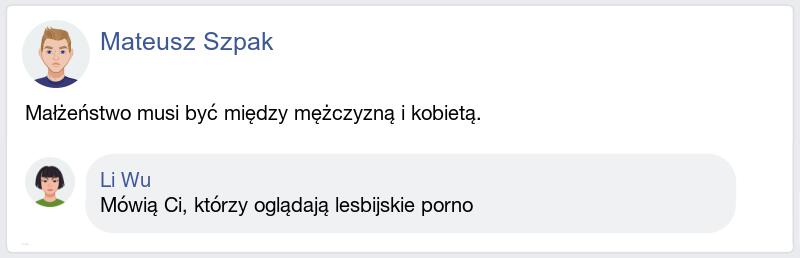 Mateusz Szpak
Małżeństwo musi być między mężczyzną i kobietą.
Li Wu
Mówią Ci, którzy oglądają lesbijskie porno